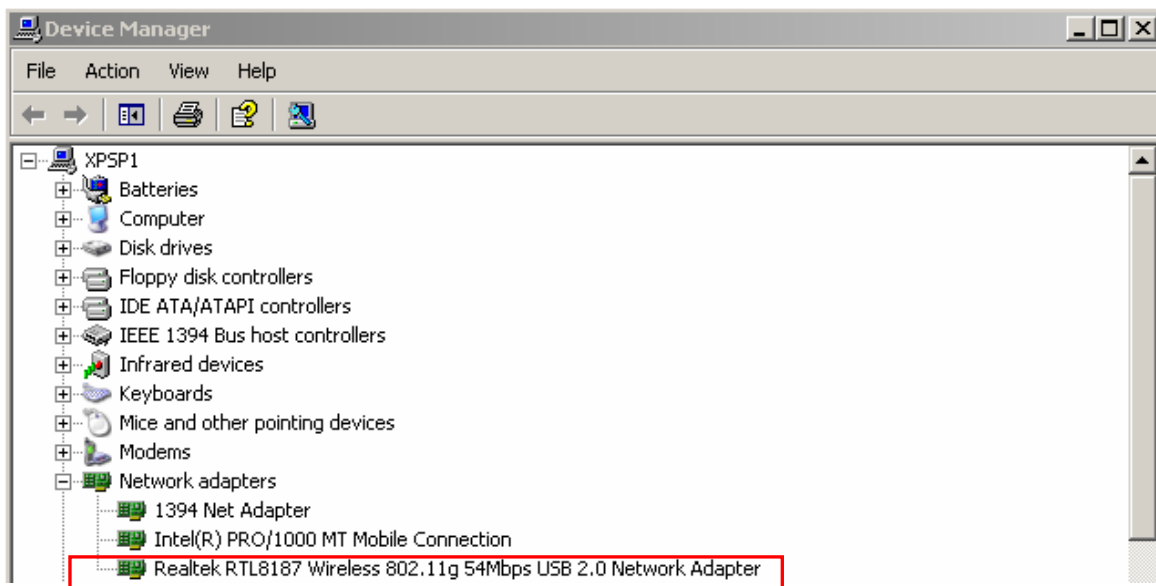 Device Manager
File Action View Help
XPSP1
Batteries
Computer
Disk drives
Floppy disk controllers
IDE ATA/ATAPI controllers
IEEE 1394 Bus host controllers
Infrared devices
Keyboards
Mice and other pointing devices
Modems
Network adapters
1394 Net Adapter
Intel(R) PRO/1000 MT Mobile Connection
Realtek RTL8187 Wireless 802.11g 54Mbps USB 2.0 Network Adapter